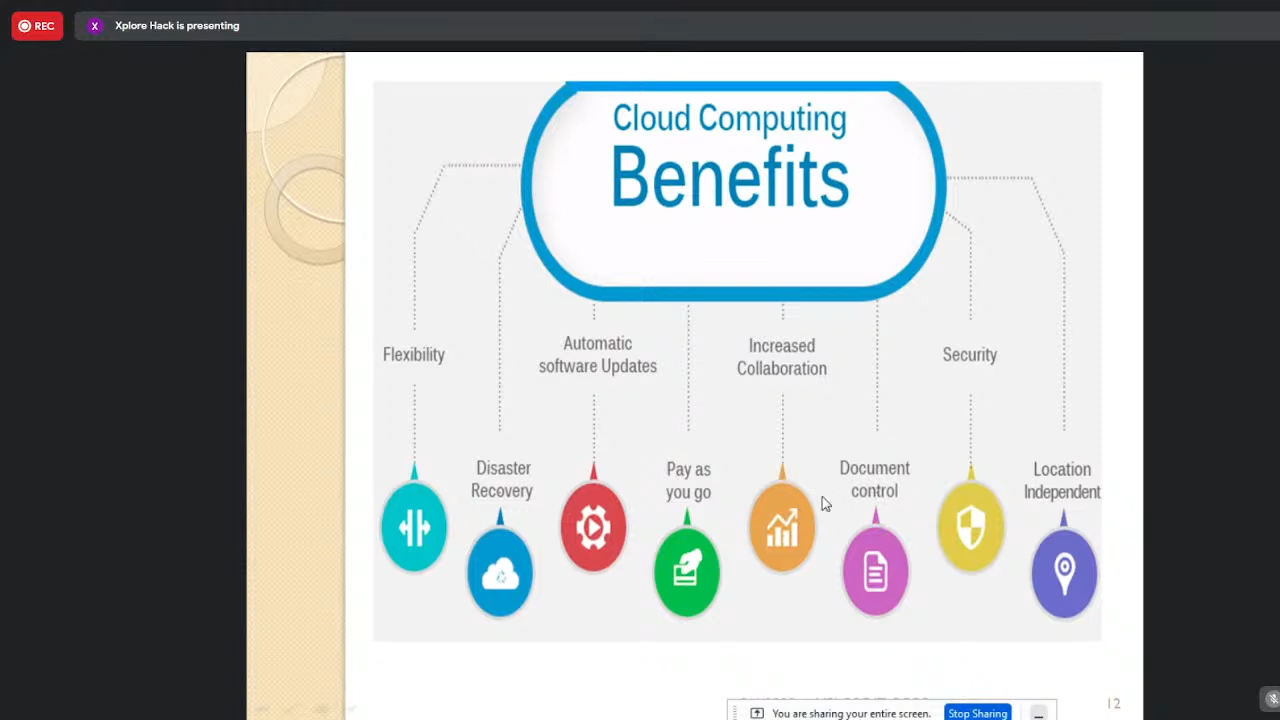 REC
X
Xplore Hack is presenting
Cloud Computing
Benefits
Flexibility
Automatic
software Updates
Increased
Collaboration
Security
Disaster
Recovery
Pay as
you go
Document
control
Location
Independent
12
You are sharing your entire screen.
Stop Sharing